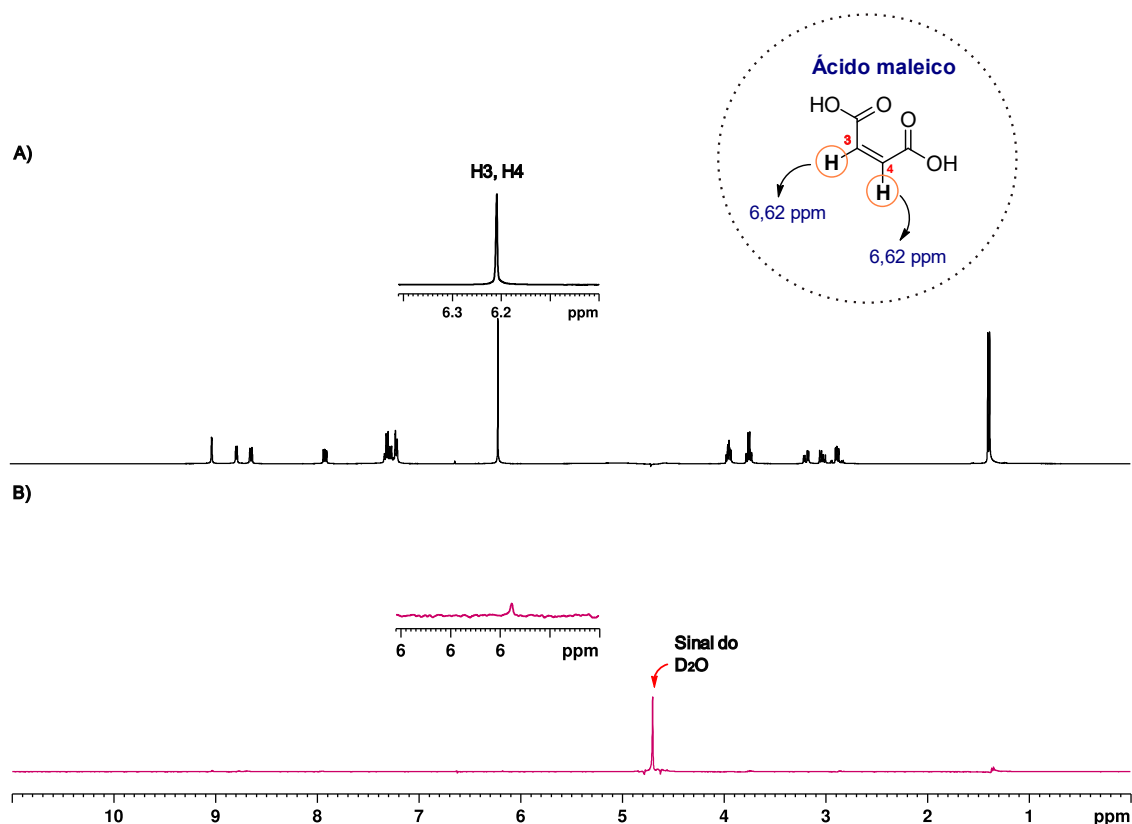 Ácido maleico
HO
O
O
OH
3
4
H
H
6,62 ppm
6,62 ppm
A)
H3, H4
6.3 6.2 ppm
B)
6 6 6 ppm
Sinal do
D2O
10 9 8 7 6 5 4 3 2 1 ppm